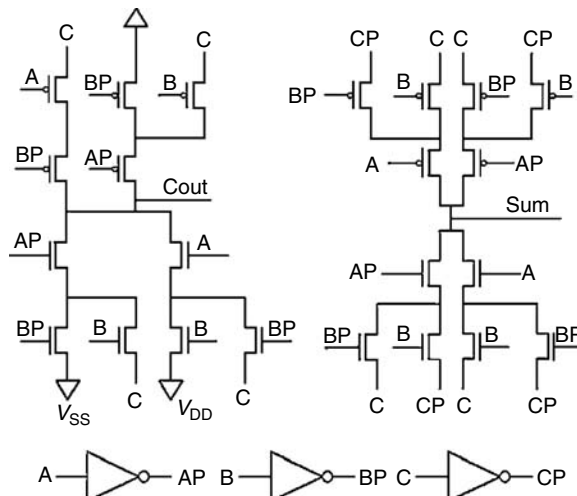 C C CP C C CP
A BP B BP B BP B
BP AP A AP
Cout Sum
AP A AP A
BP B B BP BP B B BP
C C C CP C CP
VSS VDD
A AP B BP C CP